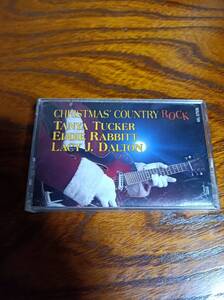 CHRISTMAS' COUNTRY ROCK
TANYA TUCKER
EDDIE RABBITT
LACY J. DALTON